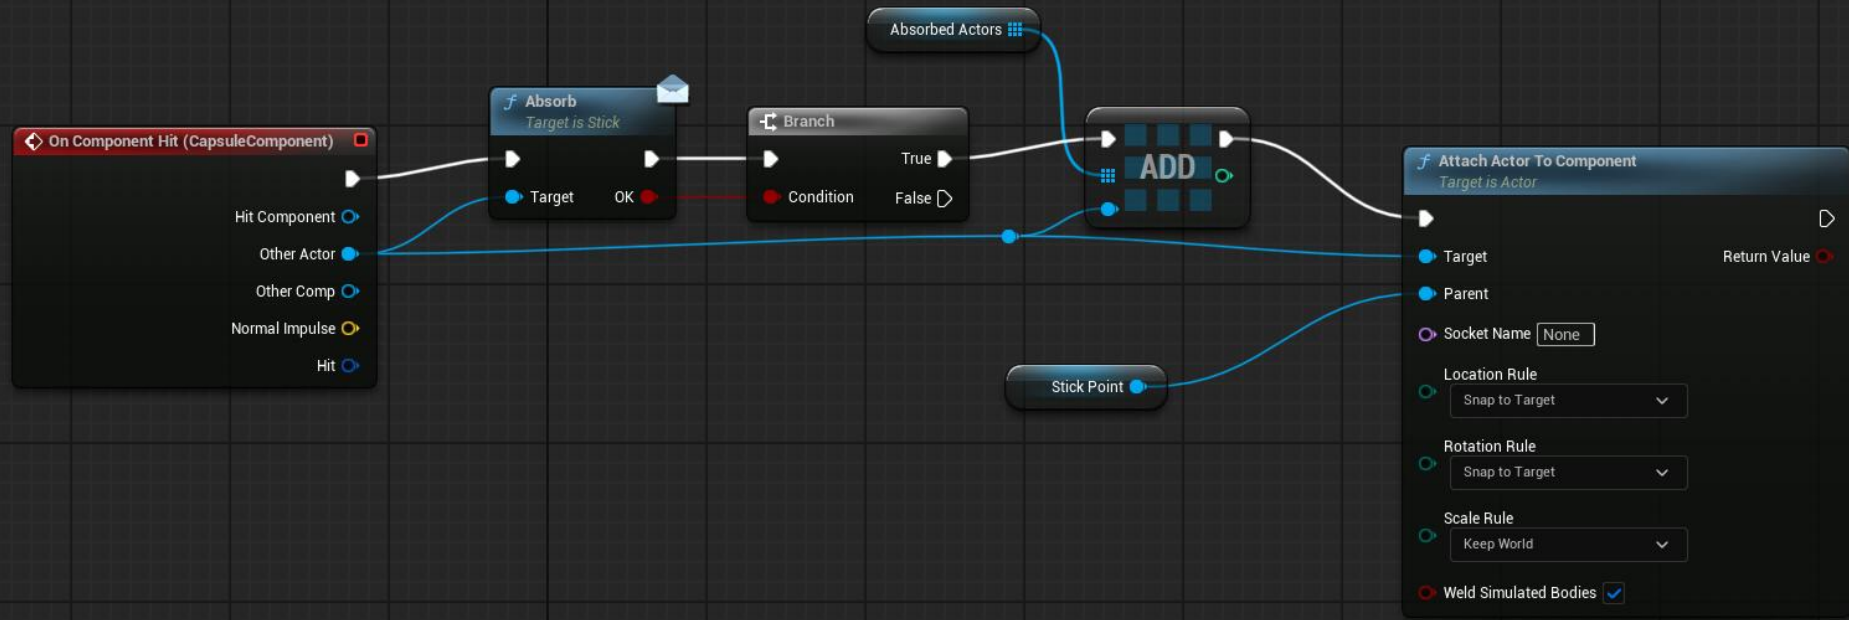 Absorbed Actors
Absorb
Target is Stick
Target
OK
Branch
True
Condition
False
ADD
On Component Hit (CapsuleComponent)
Hit Component
Other Actor
Other Comp
Normal Impulse
Hit
Stick Point
Attach Actor To Component
Target is Actor
Target
Return Value
Parent
Socket Name None
Location Rule
Snap to Target
Rotation Rule
Snap to Target
Scale Rule
Keep World
Weld Simulated Bodies